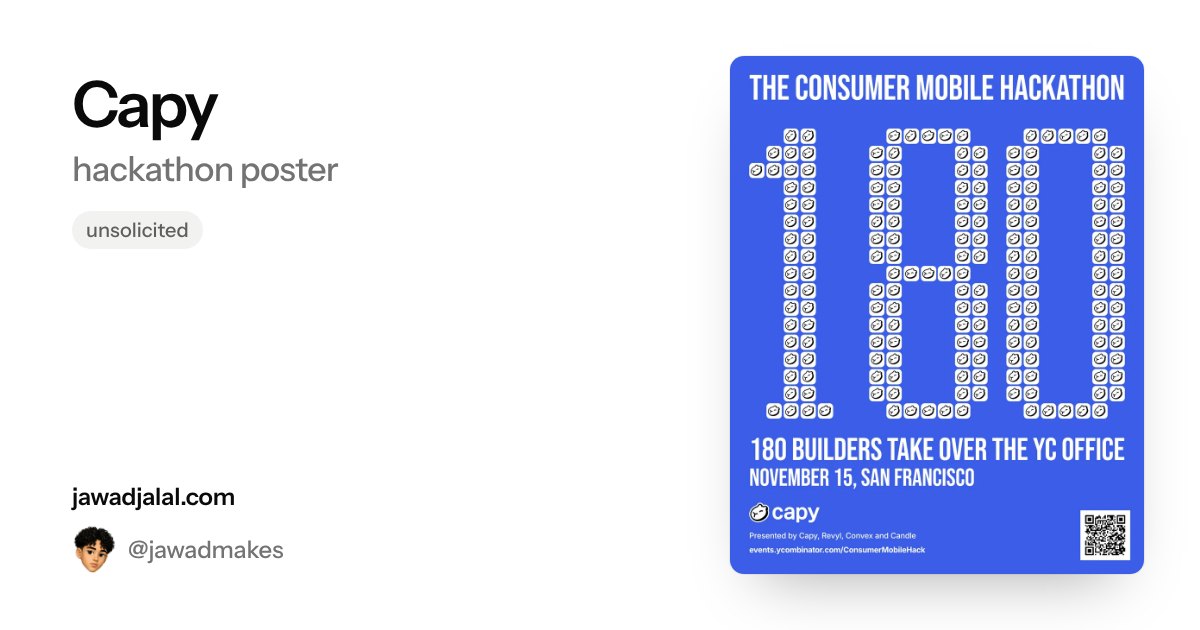 Capy
hackathon poster
unsolicited
jawadjalal.com
@jawadmakes
THE CONSUMER MOBILE HACKATHON
180
180 BUILDERS TAKE OVER THE YC OFFICE
NOVEMBER 15, SAN FRANCISCO
capy
Presented by Capy, Revyl, Convex and Candle
events.ycombinator.com/ConsumerMobileHack